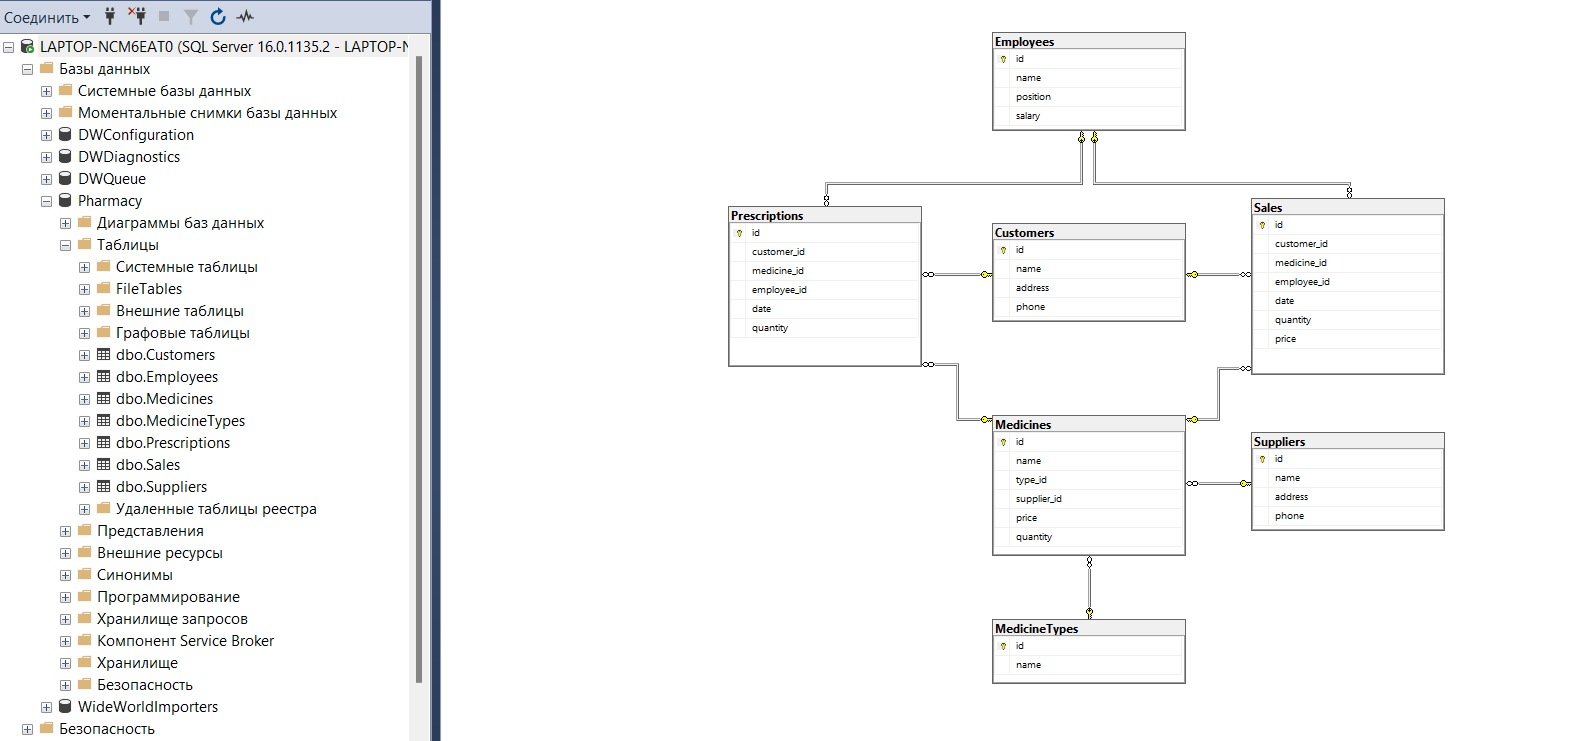 Соединить
LAPTOP-NCM6EAT0 (SQL Server 16.0.1135.2 - LAPTOP-N
Базы данных
Системные базы данных
Моментальные снимки базы данных
DWConfiguration
DWDiagnostics
DWQueue
Pharmacy
Диаграммы баз данных
Таблицы
Системные таблицы
FileTables
Внешние таблицы
Графовые таблицы
dbo.Customers
dbo.Employees
dbo.Medicines
dbo.MedicineTypes
dbo.Prescriptions
dbo.Sales
dbo.Suppliers
Удаленные таблицы реестра
Представления
Внешние ресурсы
Синонимы
Программирование
Хранилище запросов
Компонент Service Broker
Хранилище
Безопасность
WideWorldImporters
Безопасность
Employees
id
name
position
salary
Prescriptions
id
customer_id
medicine_id
employee_id
date
quantity
Customers
id
name
address
phone
Sales
id
customer_id
medicine_id
employee_id
date
quantity
price
Medicines
id
name
type_id
supplier_id
price
quantity
Suppliers
id
name
address
phone
MedicineTypes
id
name